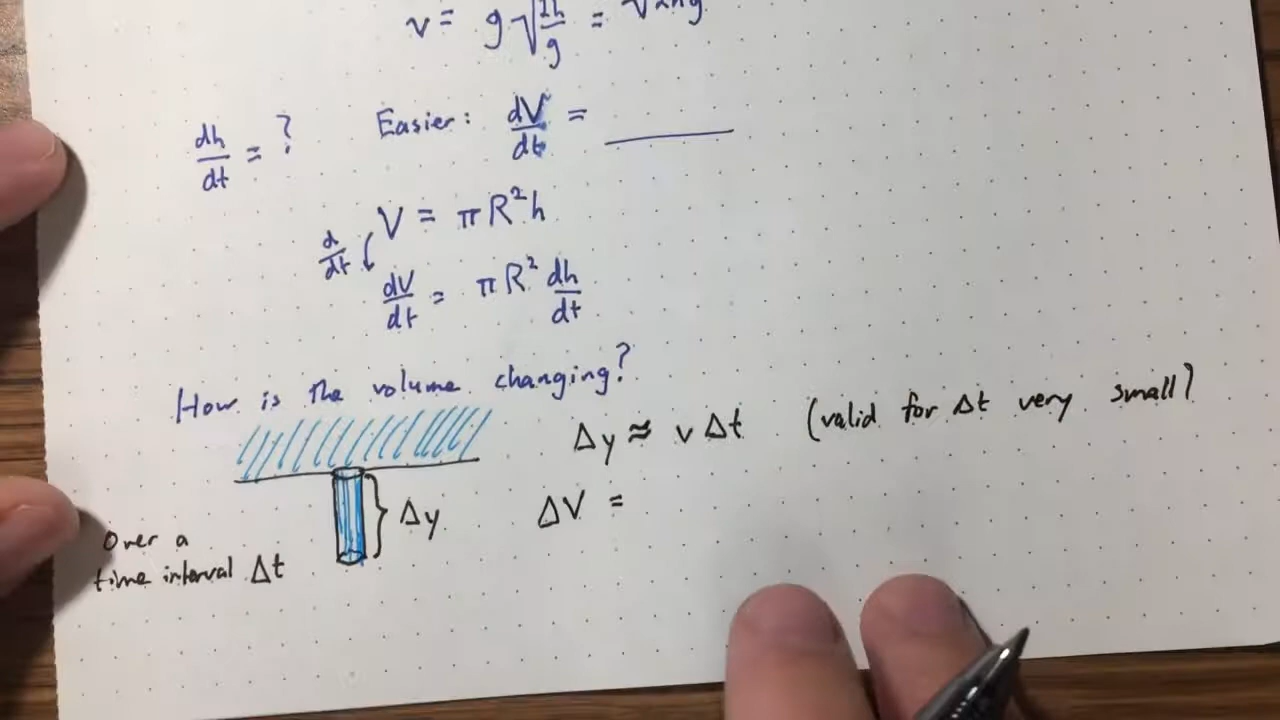 v = g√(2h/g) = √2hg
dh/dt = ? Easier: dV/dt = ______
V = πR²h
d/dt
dV/dt = πR² dh/dt
How is the volume changing?
Δy ≈ vΔt (valid for Δt very small)
} Δy ΔV =
Over a
time interval Δt